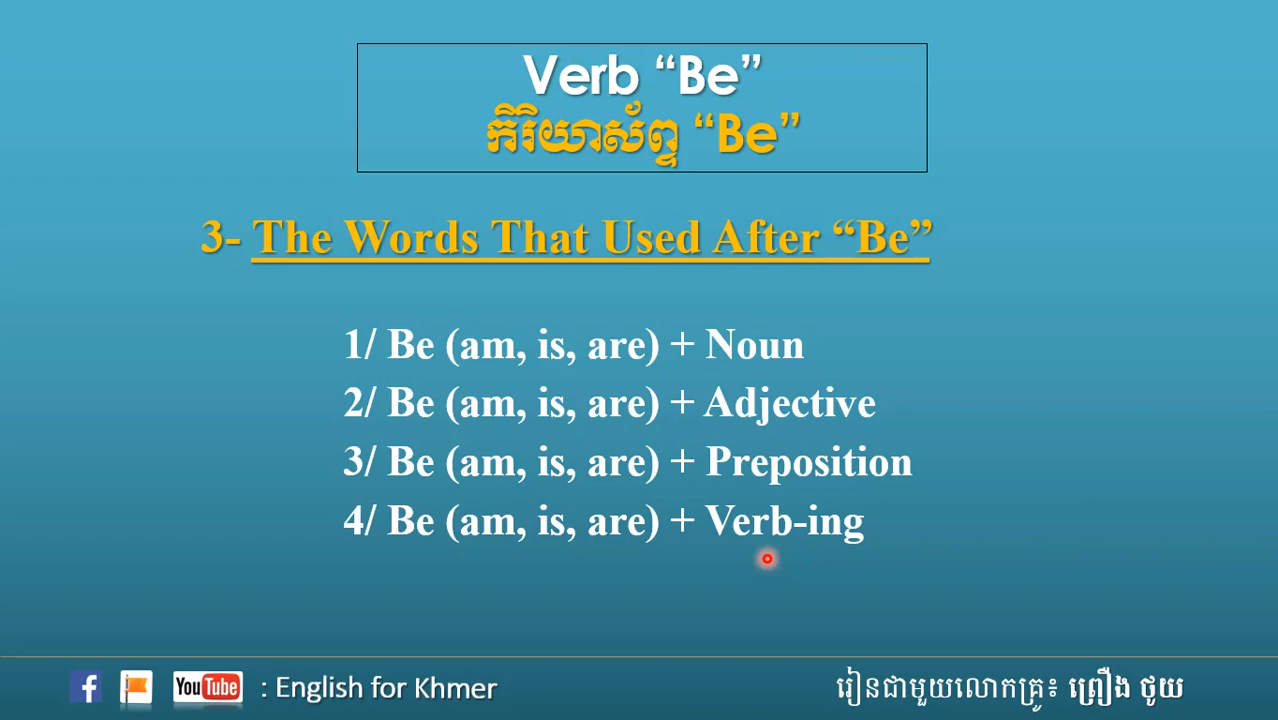 Verb “Be”
កិរិយាស័ព្ទ “Be”
3- The Words That Used After “Be”
1/ Be (am, is, are) + Noun
2/ Be (am, is, are) + Adjective
3/ Be (am, is, are) + Preposition
4/ Be (am, is, are) + Verb-ing
f YouTube : English for Khmer
រៀនជាមួយលោកគ្រូ៖ ព្រឿង ថូយ